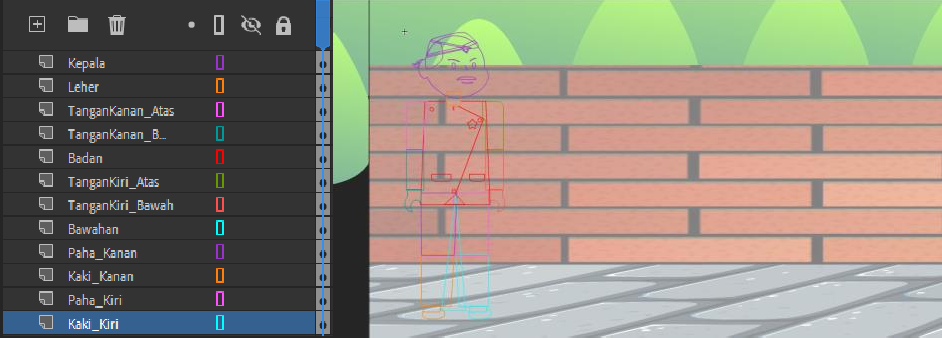 Kepala
Leher
TanganKanan_Atas
TanganKanan_B...
Badan
TanganKiri_Atas
TanganKiri_Bawah
Bawahan
Paha_Kanan
Kaki_Kanan
Paha_Kiri
Kaki_Kiri